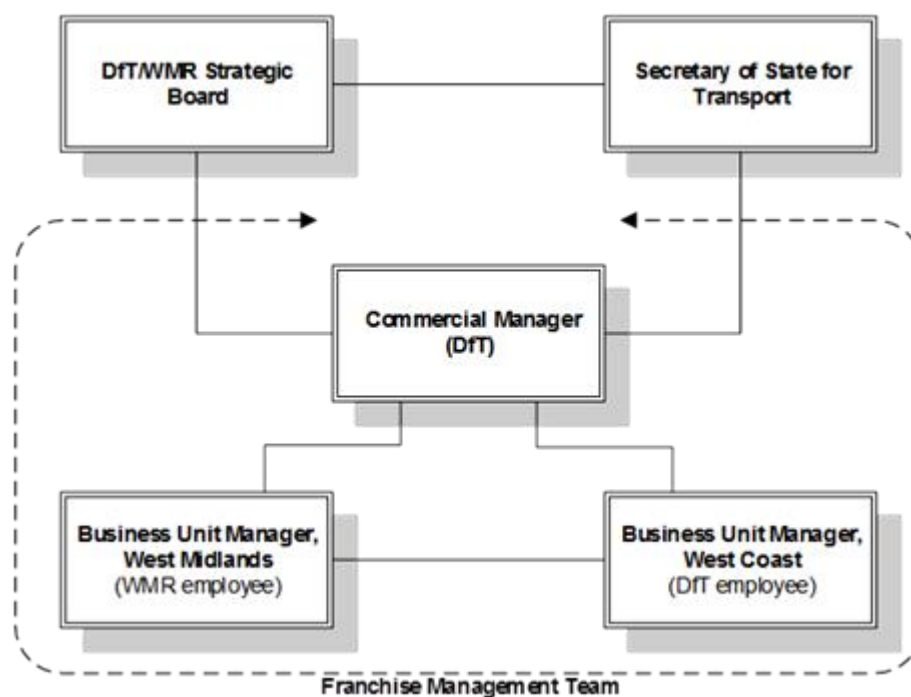 DfT/WMR Strategic
Board
Secretary of State for
Transport
Commercial Manager
(DfT)
Business Unit Manager,
West Midlands
(WMR employee)
Business Unit Manager,
West Coast
(DfT employee)
Franchise Management Team